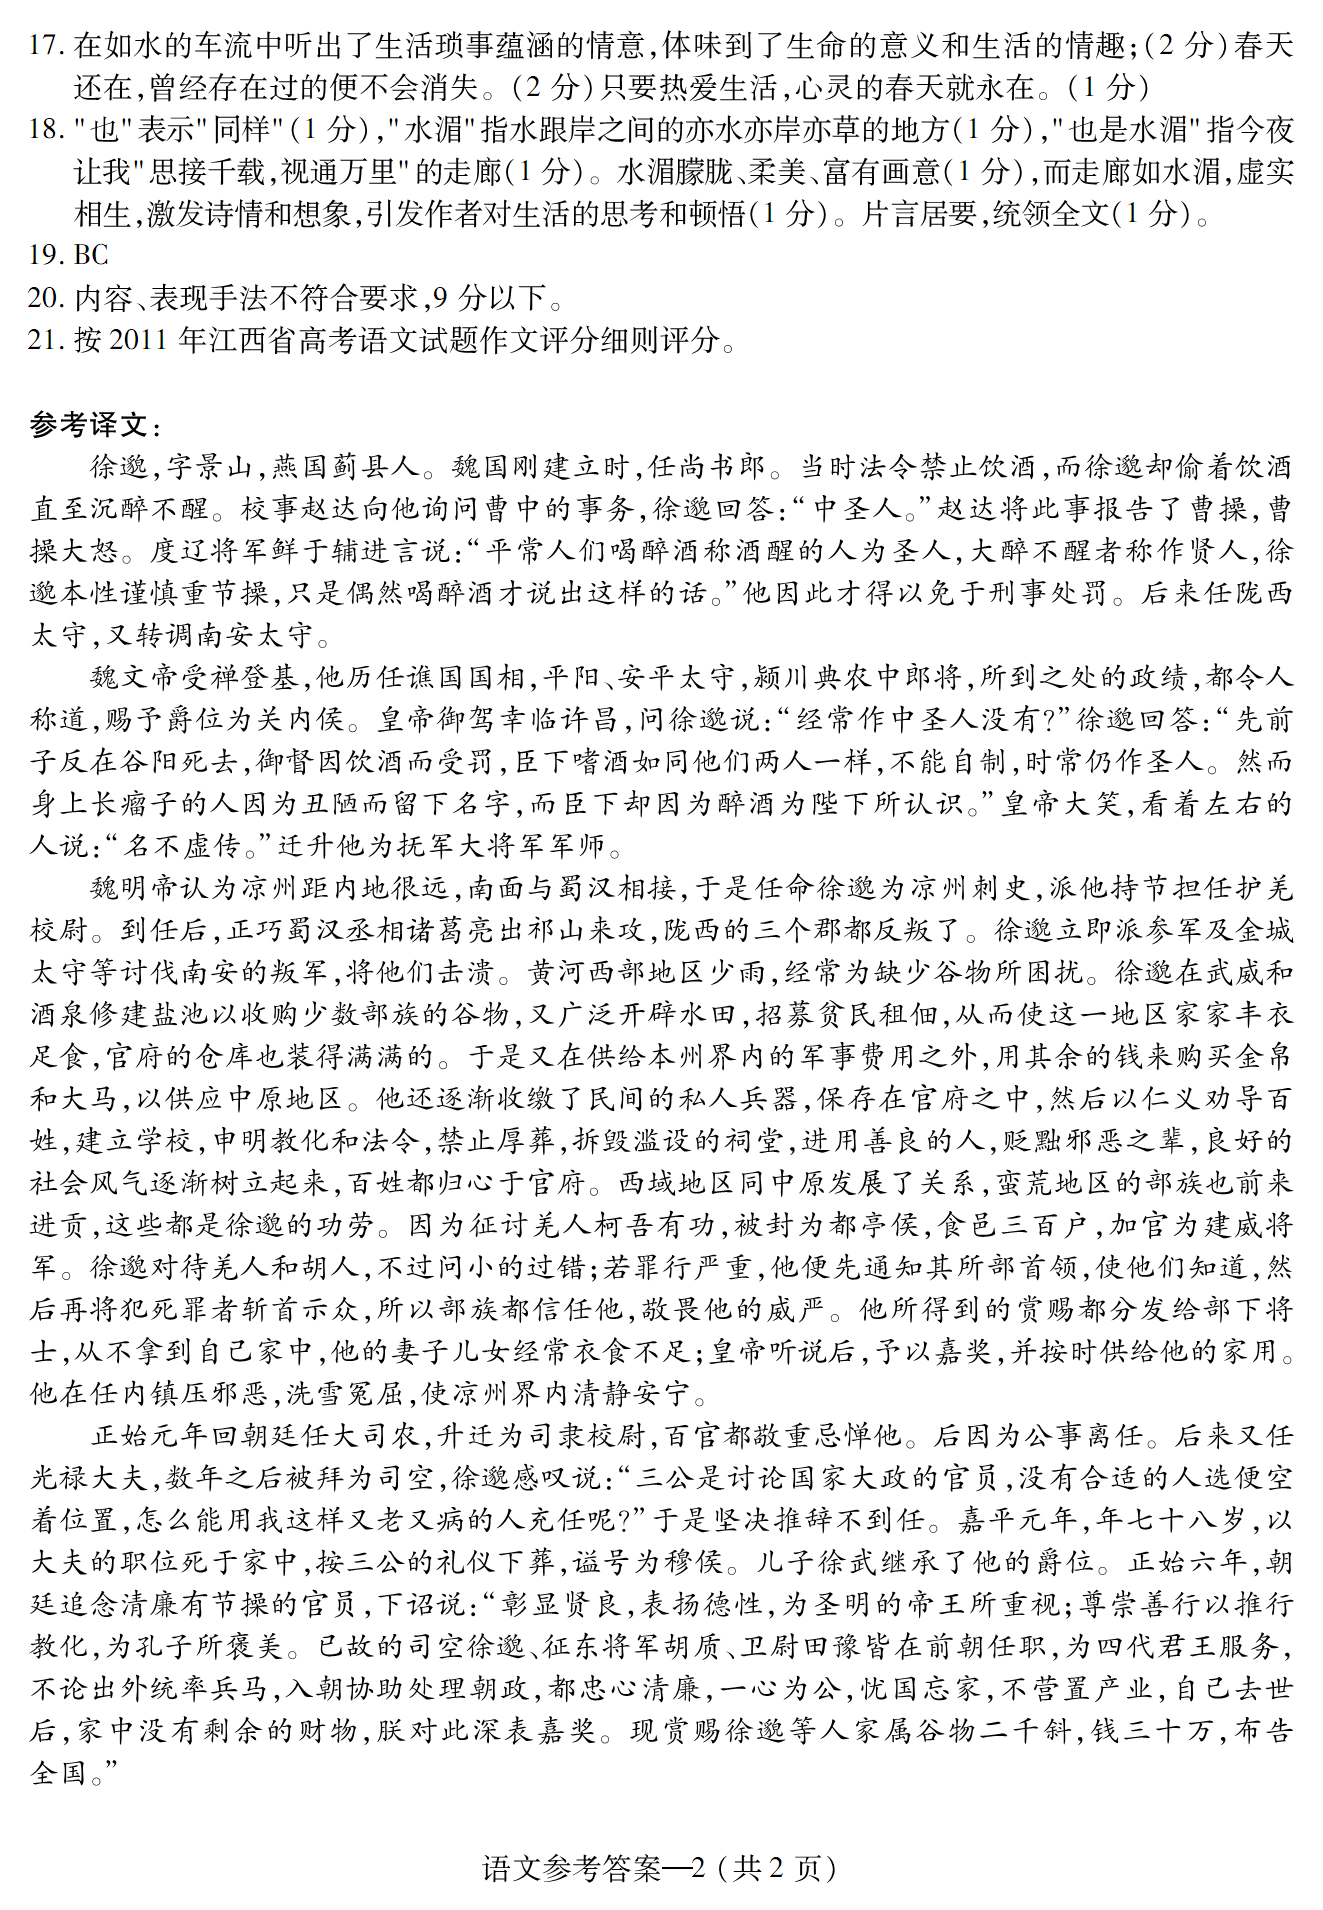 17. 在如水的车流中听出了生活琐事蕴涵的情意,体味到了生命的意义和生活的情趣;(2 分)春天
还在,曾经存在过的便不会消失。(2 分)只要热爱生活,心灵的春天就永在。(1 分)
18. "也"表示"同样"(1 分),"水湄"指水跟岸之间的亦水亦岸亦草的地方(1 分),"也是水湄"指今夜
让我"思接千载,视通万里"的走廊(1 分)。水湄朦胧、柔美、富有画意(1 分),而走廊如水湄,虚实
相生,激发诗情和想象,引发作者对生活的思考和顿悟(1 分)。片言居要,统领全文(1 分)。
19. BC
20. 内容、表现手法不符合要求,9 分以下。
21. 按 2011 年江西省高考语文试题作文评分细则评分。
参考译文:
徐邈,字景山,燕国蓟县人。魏国刚建立时,任尚书郎。当时法令禁止饮酒,而徐邈却偷着饮酒
直至沉醉不醒。校事赵达向他询问曹中的事务,徐邈回答:“中圣人。”赵达将此事报告了曹操,曹
操大怒。度辽将军鲜于辅进言说:“平常人们喝醉酒称酒醒的人为圣人,大醉不醒者称作贤人,徐
邈本性谨慎重节操,只是偶然喝醉酒才说出这样的话。”他因此才得以免于刑事处罚。后来任陇西
太守,又转调南安太守。
魏文帝受禅登基,他历任谯国国相,平阳、安平太守,颍川典农中郎将,所到之处的政绩,都令人
称道,赐予爵位为关内侯。皇帝御驾幸临许昌,问徐邈说:“经常作中圣人没有?”徐邈回答:“先前
子反在谷阳死去,御督因饮酒而受罚,臣下嗜酒如同他们两人一样,不能自制,时常仍作圣人。然而
身上长瘤子的人因为丑陋而留下名字,而臣下却因为醉酒为陛下所认识。”皇帝大笑,看着左右的
人说:“名不虚传。”迁升他为抚军大将军军师。
魏明帝认为凉州距内地很远,南面与蜀汉相接,于是任命徐邈为凉州刺史,派他持节担任护羌
校尉。到任后,正巧蜀汉丞相诸葛亮出祁山来攻,陇西的三个郡都反叛了。徐邈立即派参军及金城
太守等讨伐南安的叛军,将他们击溃。黄河西部地区少雨,经常为缺少谷物所困扰。徐邈在武威和
酒泉修建盐池以收购少数部族的谷物,又广泛开辟水田,招募贫民租佃,从而使这一地区家家丰衣
足食,官府的仓库也装得满满的。于是又在供给本州界内的军事费用之外,用其余的钱来购买金帛
和大马,以供应中原地区。他还逐渐收缴了民间的私人兵器,保存在官府之中,然后以仁义劝导百
姓,建立学校,申明教化和法令,禁止厚葬,拆毁滥设的祠堂,进用善良的人,贬黜邪恶之辈,良好的
社会风气逐渐树立起来,百姓都归心于官府。西域地区同中原发展了关系,蛮荒地区的部族也前来
进贡,这些都是徐邈的功劳。因为征讨羌人柯吾有功,被封为都亭侯,食邑三百户,加官为建威将
军。徐邈对待羌人和胡人,不过问小的过错;若罪行严重,他便先通知其所部首领,使他们知道,然
后再将犯死罪者斩首示众,所以部族都信任他,敬畏他的威严。他所得到的赏赐都分发给部下将
士,从不拿到自己家中,他的妻子儿女经常衣食不足;皇帝听说后,予以嘉奖,并按时供给他的家用。
他在任内镇压邪恶,洗雪冤屈,使凉州界内清静安宁。
正始元年回朝廷任大司农,升迁为司隶校尉,百官都敬重忌惮他。后因为公事离任。后来又任
光禄大夫,数年之后被拜为司空,徐邈感叹说:“三公是讨论国家大政的官员,没有合适的人选便空
着位置,怎么能用我这样又老又病的人充任呢?”于是坚决推辞不到任。嘉平元年,年七十八岁,以
大夫的职位死于家中,按三公的礼仪下葬,谥号为穆侯。儿子徐武继承了他的爵位。正始六年,朝
廷追念清廉有节操的官员,下诏说:“彰显贤良,表扬德性,为圣明的帝王所重视;尊崇善行以推行
教化,为孔子所褒美。已故的司空徐邈、征东将军胡质、卫尉田豫皆在前朝任职,为四代君王服务,
不论出外统率兵马,入朝协助处理朝政,都忠心清廉,一心为公,忧国忘家,不营置产业,自己去世
后,家中没有剩余的财物,朕对此深表嘉奖。现赏赐徐邈等人家属谷物二千斛,钱三十万,布告
全国。”
语文参考答案—2 (共 2 页)